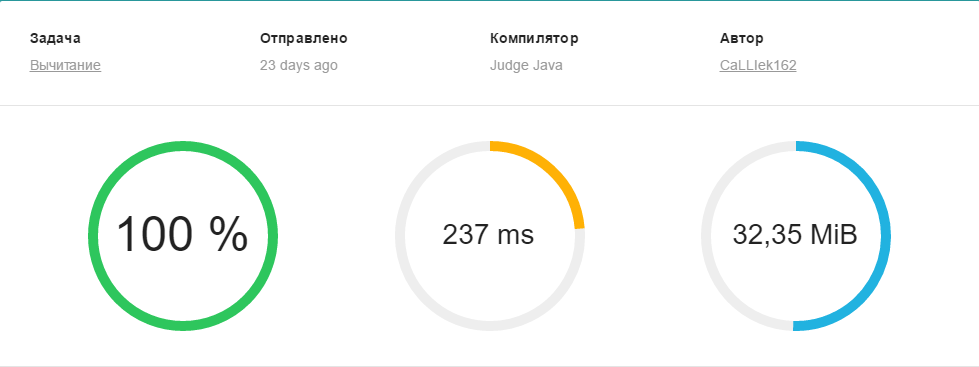 Задача Отправлено Компилятор Автор
Вычитание 23 days ago Judge Java CaLLIek162
100 % 237 ms 32,35 MiB